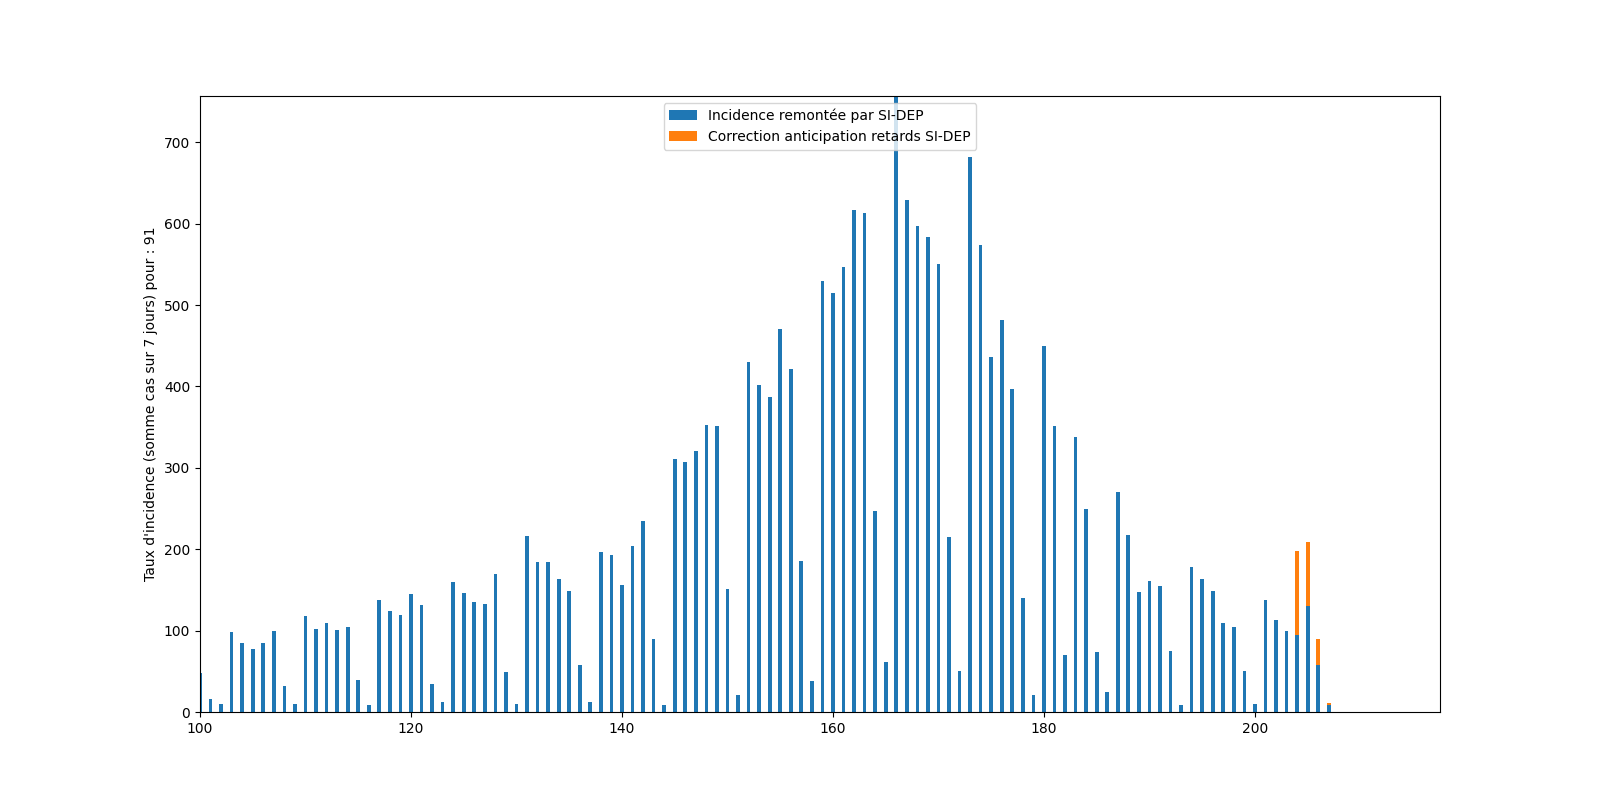 Incidence remontée par SI-DEP
Correction anticipation retards SI-DEP
Taux d'incidence (somme cas sur 7 jours) pour : 91
700
600
500
400
300
200
100
0
100 120 140 160 180 200